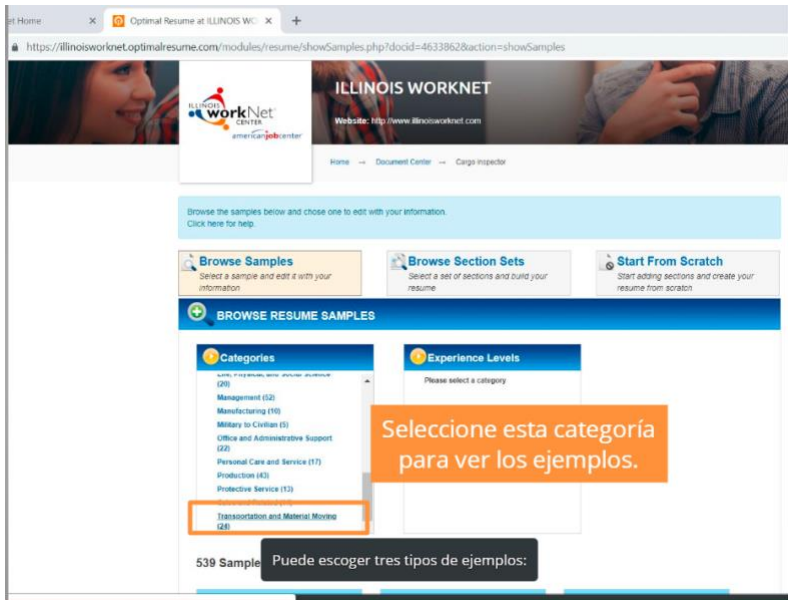 et Home
Optimal Resume at ILLINOIS WO
https://illinoisworknet.optimalresume.com/modules/resume/showSamples.php?docid=4633862&action=showSamples
ILLINOIS
workNet
CENTER
americanjobcenter
ILLINOIS WORKNET
Website: http://www.illinoisworknet.com
Home → Document Center → Cargo Inspector
Browse the samples below and chose one to edit with your information.
Click here for help.
Browse Samples
Select a sample and edit it with your
information
Browse Section Sets
Select a set of sections and build your
resume
Start From Scratch
Start adding sections and create your
resume from scratch
BROWSE RESUME SAMPLES
Categories
Life, Physical, and Social Science
(20)
Management (52)
Manufacturing (10)
Military to Civilian (5)
Office and Administrative Support
(22)
Personal Care and Service (17)
Production (43)
Protective Service (13)
Transportation and Material Moving
(24)
Experience Levels
Please select a category
Seleccione esta categoría
para ver los ejemplos.
539 Sample
Puede escoger tres tipos de ejemplos: